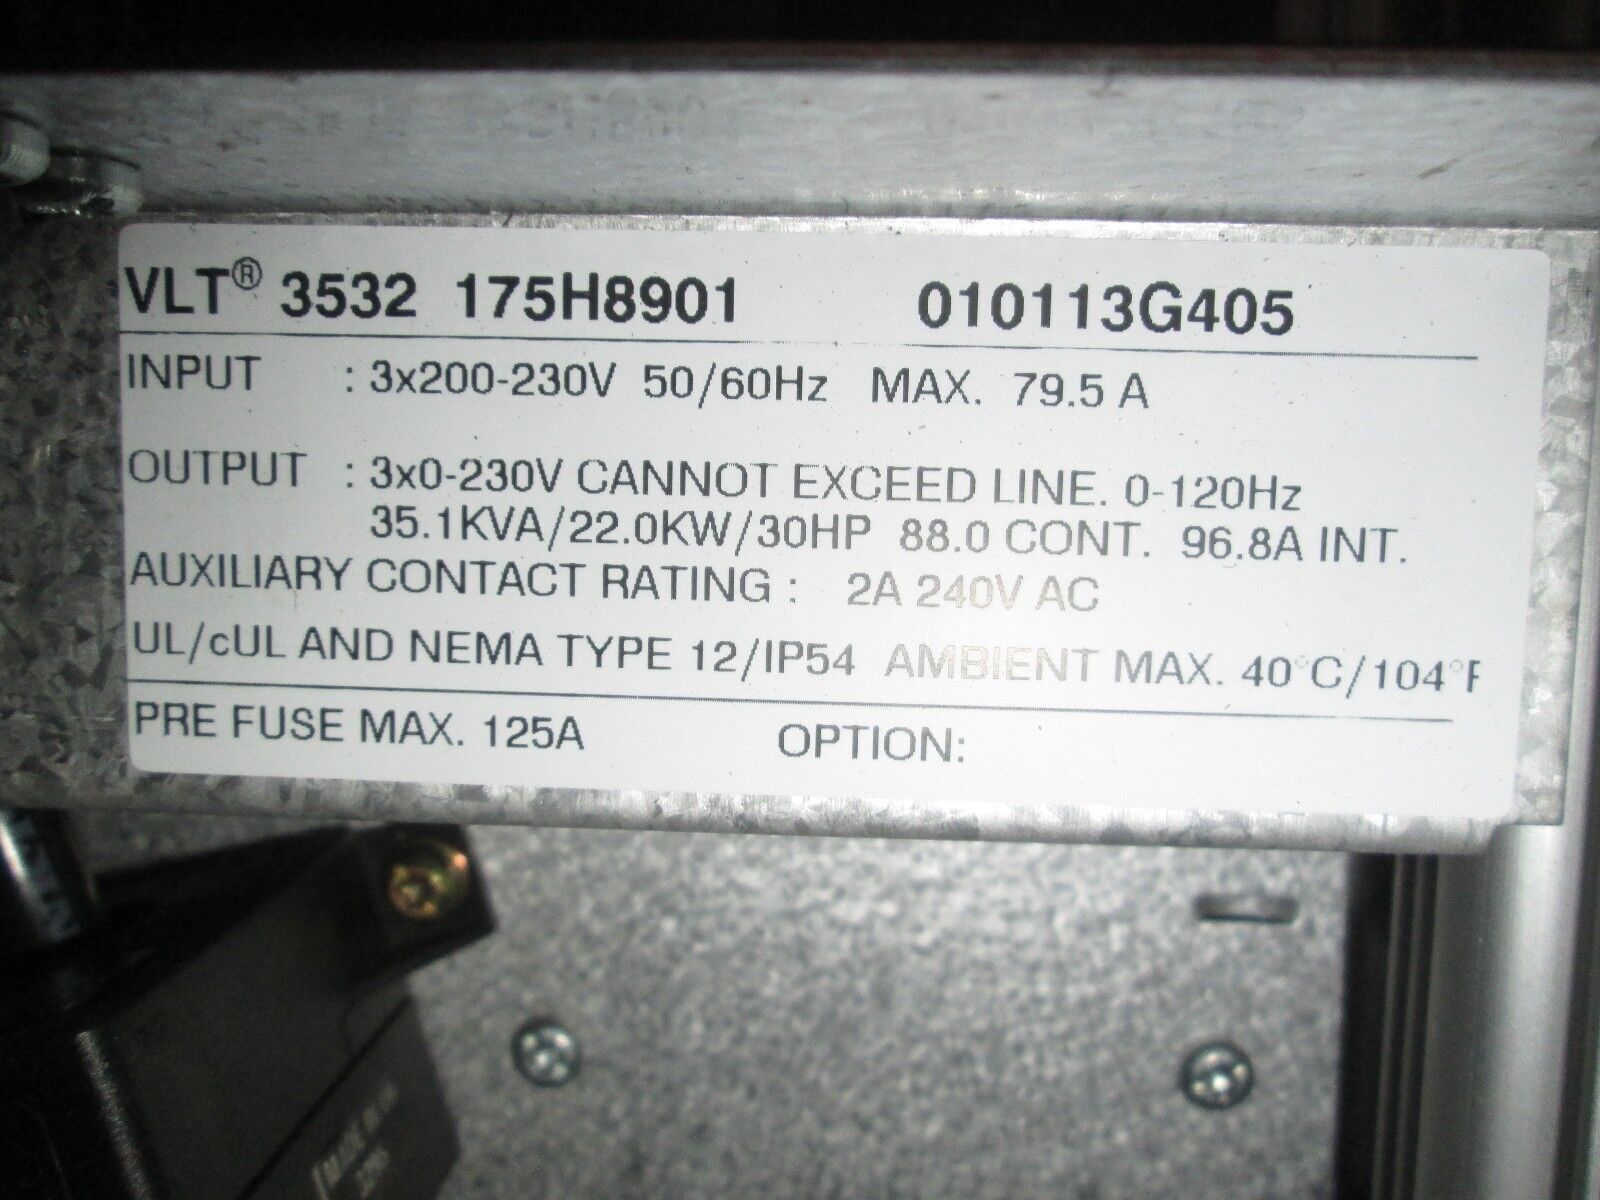 VLT® 3532 175H8901 010113G405
INPUT : 3x200-230V 50/60Hz MAX. 79.5 A
OUTPUT : 3x0-230V CANNOT EXCEED LINE. 0-120Hz
35.1KVA/22.0KW/30HP 88.0 CONT. 96.8A INT.
AUXILIARY CONTACT RATING : 2A 240V AC
UL/cUL AND NEMA TYPE 12/IP54 AMBIENT MAX. 40°C/104°F
PRE FUSE MAX. 125A OPTION: